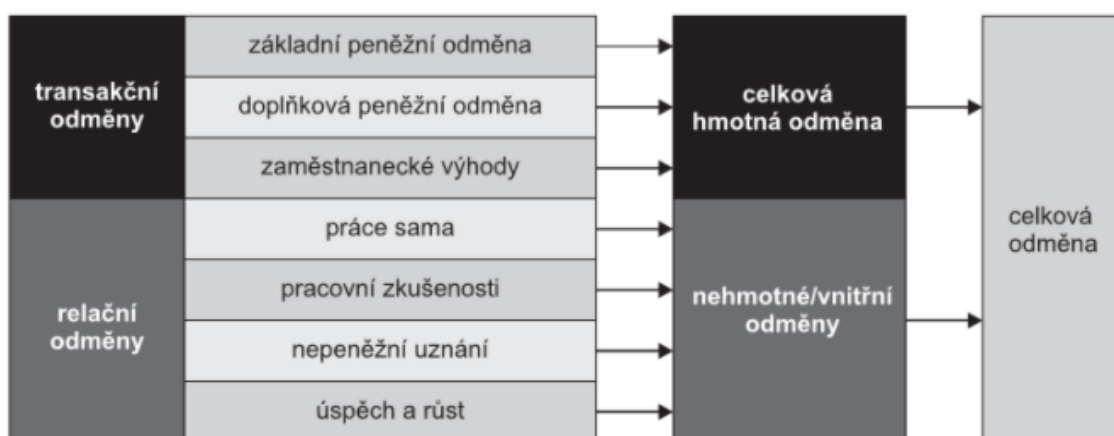 transakční
odměny
základní peněžní odměna
doplňková peněžní odměna
zaměstnanecké výhody
celková
hmotná odměna
relační
odměny
práce sama
pracovní zkušenosti
nepeněžní uznání
úspěch a růst
nehmotné/vnitřní
odměny
celková
odměna